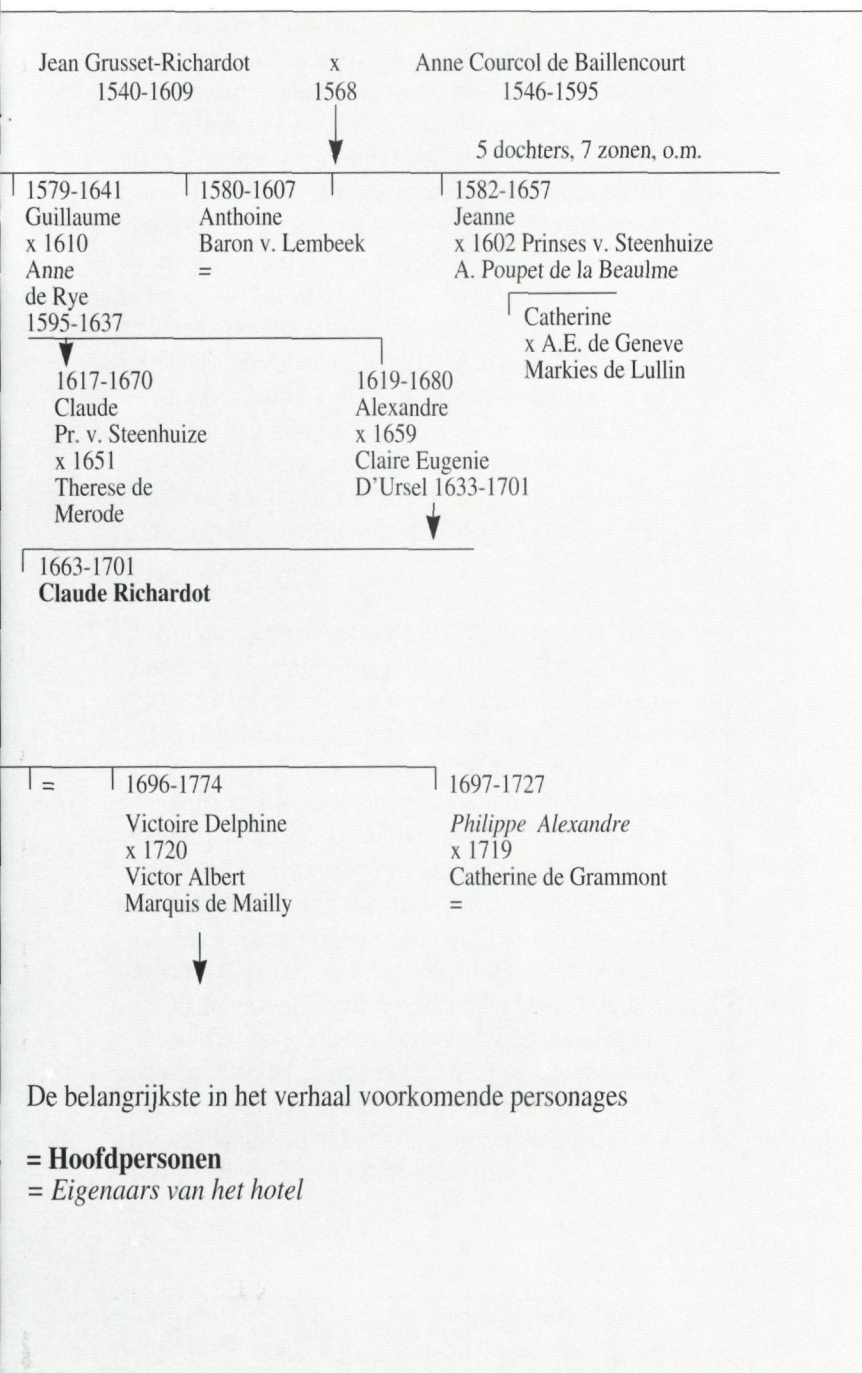 Jean Grusset-Richardot x Anne Courcol de Baillencourt
1540-1609 1568 1546-1595
5 dochters, 7 zonen, o.m.
1579-1641
Guillaume
x 1610
Anne
de Rye
1595-1637
1580-1607
Anthoine
Baron v. Lembeek
=
1582-1657
Jeanne
x 1602 Prinses v. Steenhuize
A. Poupet de la Beaulme
Catherine
x A.E. de Geneve
Markies de Lullin
1617-1670
Claude
Pr. v. Steenhuize
x 1651
Therese de
Merode
1619-1680
Alexandre
x 1659
Claire Eugenie
D'Ursel 1633-1701
1663-1701
Claude Richardot
=
1696-1774
Victoire Delphine
x 1720
Victor Albert
Marquis de Mailly
1697-1727
Philippe Alexandre
x 1719
Catherine de Grammont
=
De belangrijkste in het verhaal voorkomende personages
= Hoofdpersonen
= Eigenaars van het hotel